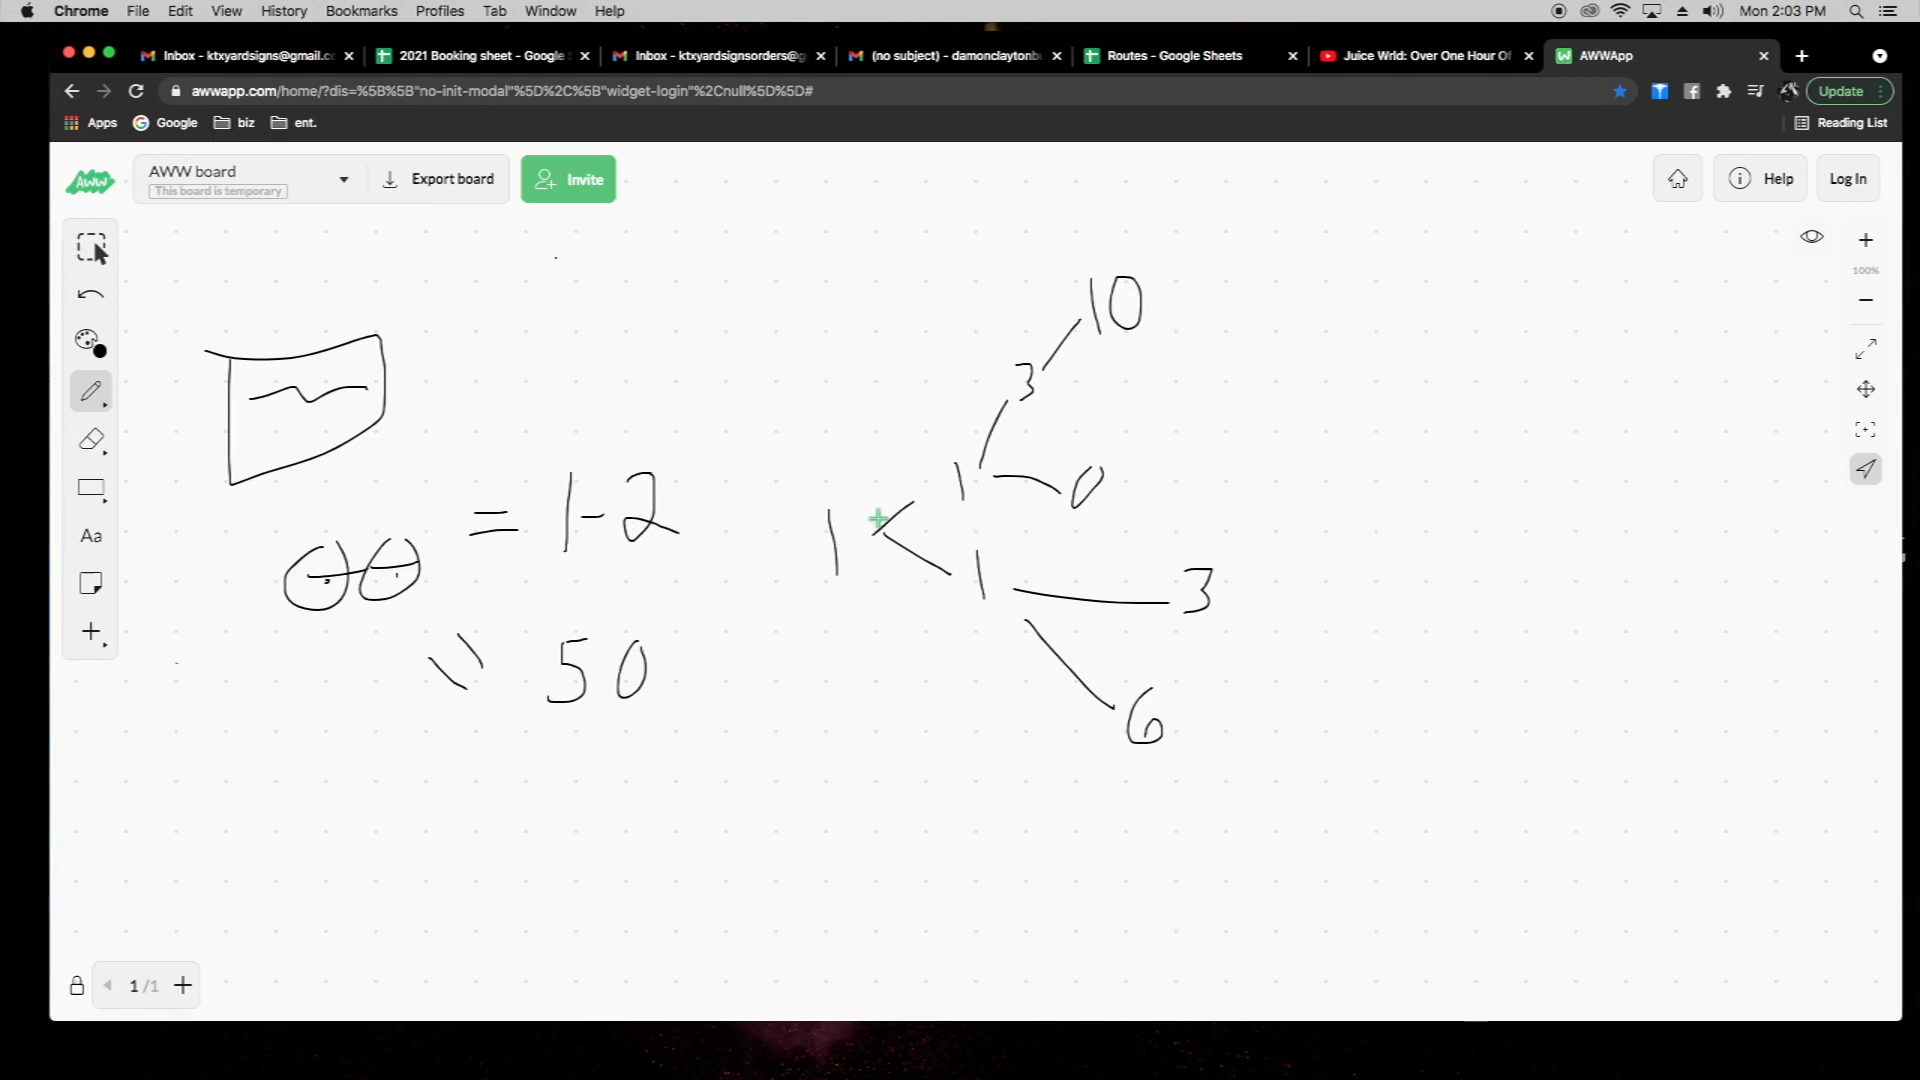 Chrome File Edit View History Bookmarks Profiles Tab Window Help Mon 2:03 PM
Inbox - ktxyardsigns@gmail.c 2021 Booking sheet - Google Inbox - ktxyardsignsorders@g (no subject) - damonclaytonb Routes - Google Sheets Juice Wrld: Over One Hour Of AWWApp
awwapp.com/home/?dis=%5B%5B"no-init-modal"%5D%2C%5B"widget-login"%2Cnull%5D%5D# Update
Apps Google biz ent. Reading List
AWW AWW board Export board Invite Help Log In
This board is temporary
100%
10
3
1 0
= 1-2
1
1 3
Aa
50
6
1/1